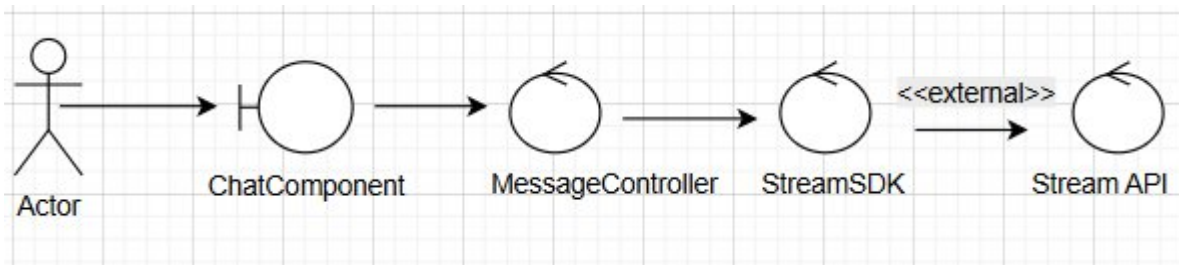 <<external>>
ChatComponent
MessageController
StreamSDK
Stream API
Actor